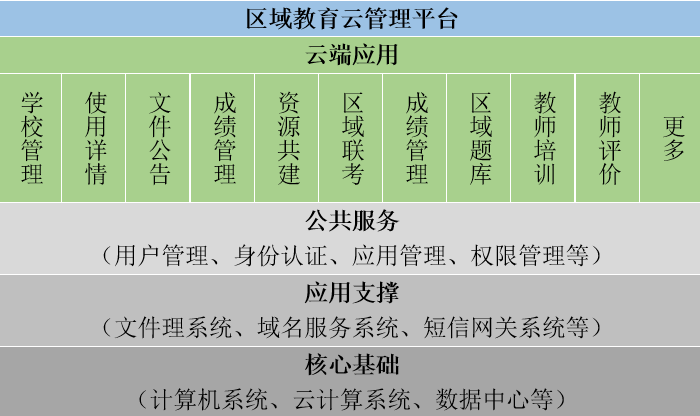 区域教育云管理平台
云端应用
学校管理
使用详情
文件公告
成绩管理
资源共建
区域联考
成绩管理
区域题库
教师培训
教师评价
更多
公共服务
（用户管理、身份认证、应用管理、权限管理等）
应用支撑
（文件理系统、域名服务系统、短信网关系统等）
核心基础
（计算机系统、云计算系统、数据中心等）